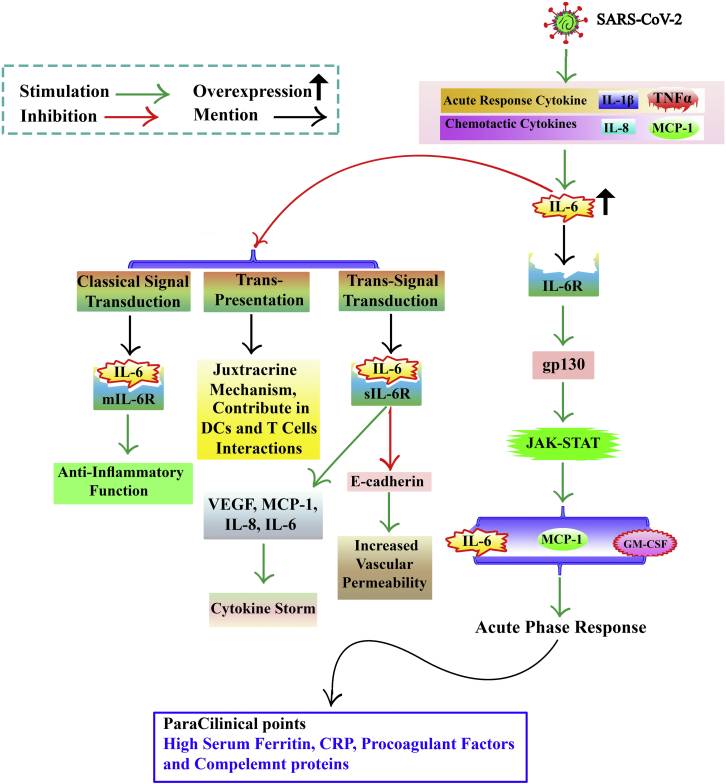 SARS-CoV-2
Stimulation
Overexpression
Inhibition
Mention
Acute Response Cytokine
IL-1β
TNFα
Chemotactic Cytokines
IL-8
MCP-1
IL-6
IL-6R
gp130
JAK-STAT
IL-6
MCP-1
GM-CSF
Acute Phase Response
Classical Signal
Transduction
Trans-
Presentation
Trans-Signal
Transduction
IL-6
mIL-6R
Juxtracrine
Mechanism,
Contribute in
DCs and T Cells
Interactions
IL-6
sIL-6R
Anti-Inflammatory
Function
VEGF, MCP-1,
IL-8, IL-6
E-cadherin
Cytokine Storm
Increased
Vascular
Permeability
ParaCilinical points
High Serum Ferritin, CRP, Procoagulant Factors
and Compelemnt proteins